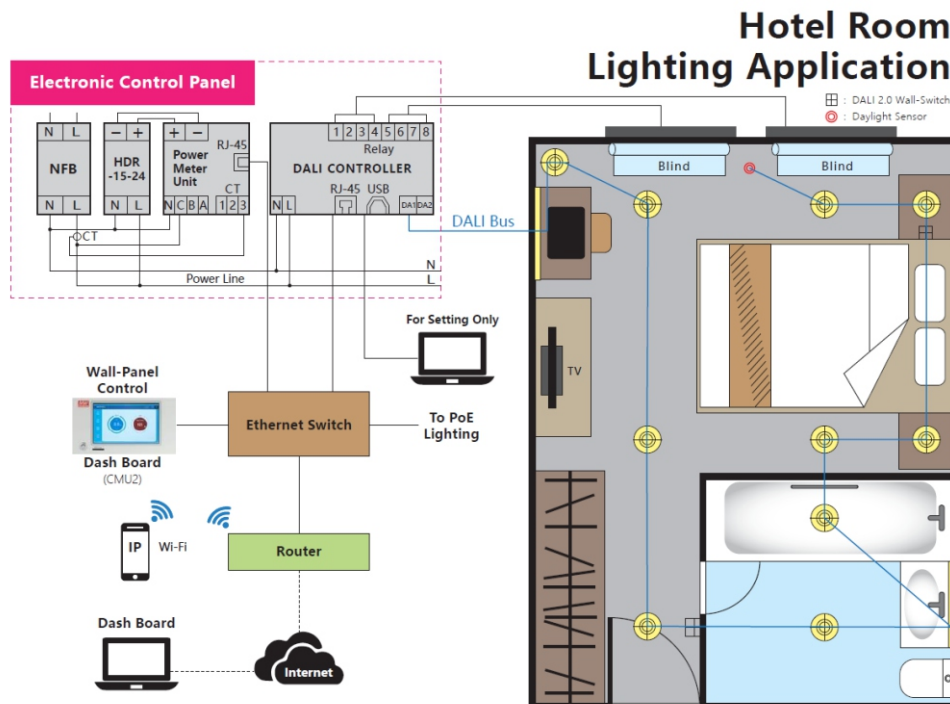 Hotel Room
Lighting Application
: DALI 2.0 Wall-Switch
: Daylight Sensor
Electronic Control Panel
N L
NFB
N L
− +
HDR
-15-24
N L
+ −
Power
Meter
Unit
RJ-45
CT
N C B A 1 2 3
1 2 3 4 5 6 7 8
Relay
DALI CONTROLLER
RJ-45 USB
N L
DA1 DA2
CT
DALI Bus
N
L
Power Line
Blind
Blind
TV
For Setting Only
Wall-Panel
Control
Dash Board
(CMU2)
Ethernet Switch
To PoE
Lighting
IP
Wi-Fi
Router
Dash Board
Internet